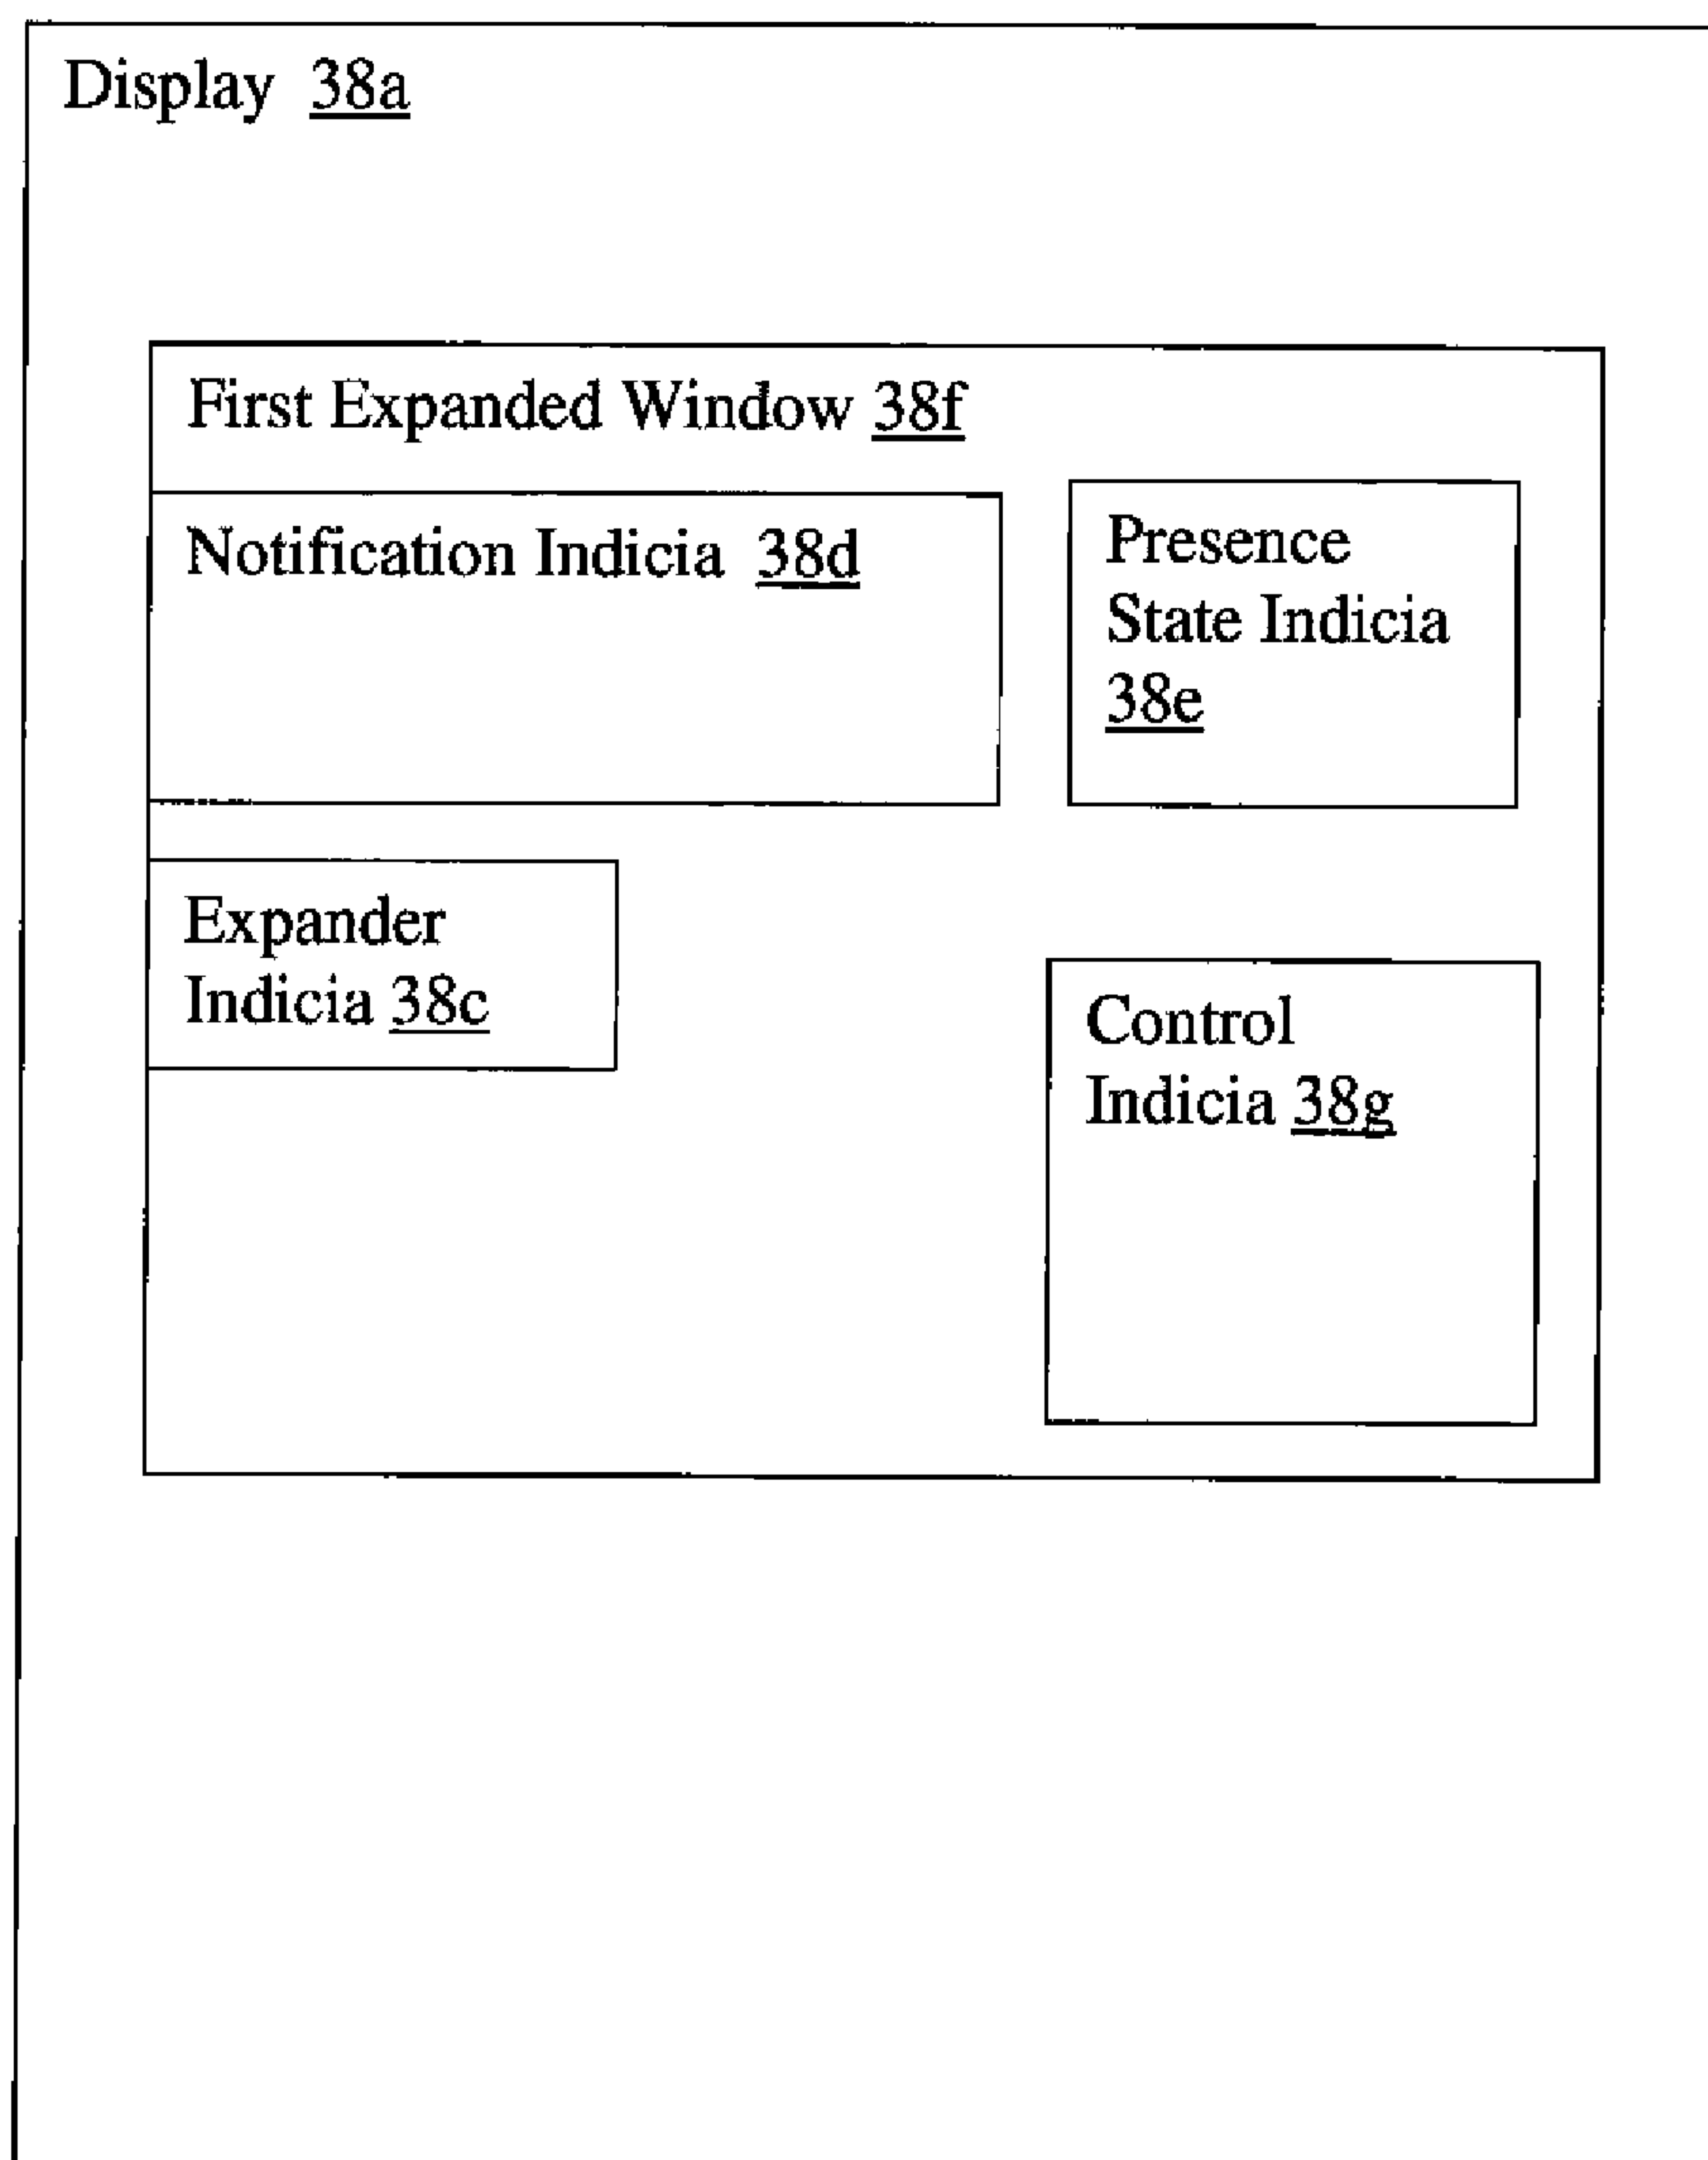 Display 38a
First Expanded Window 38f
Notification Indicia 38d
Presence
State Indicia
38e
Expander
Indicia 38c
Control
Indicia 38g